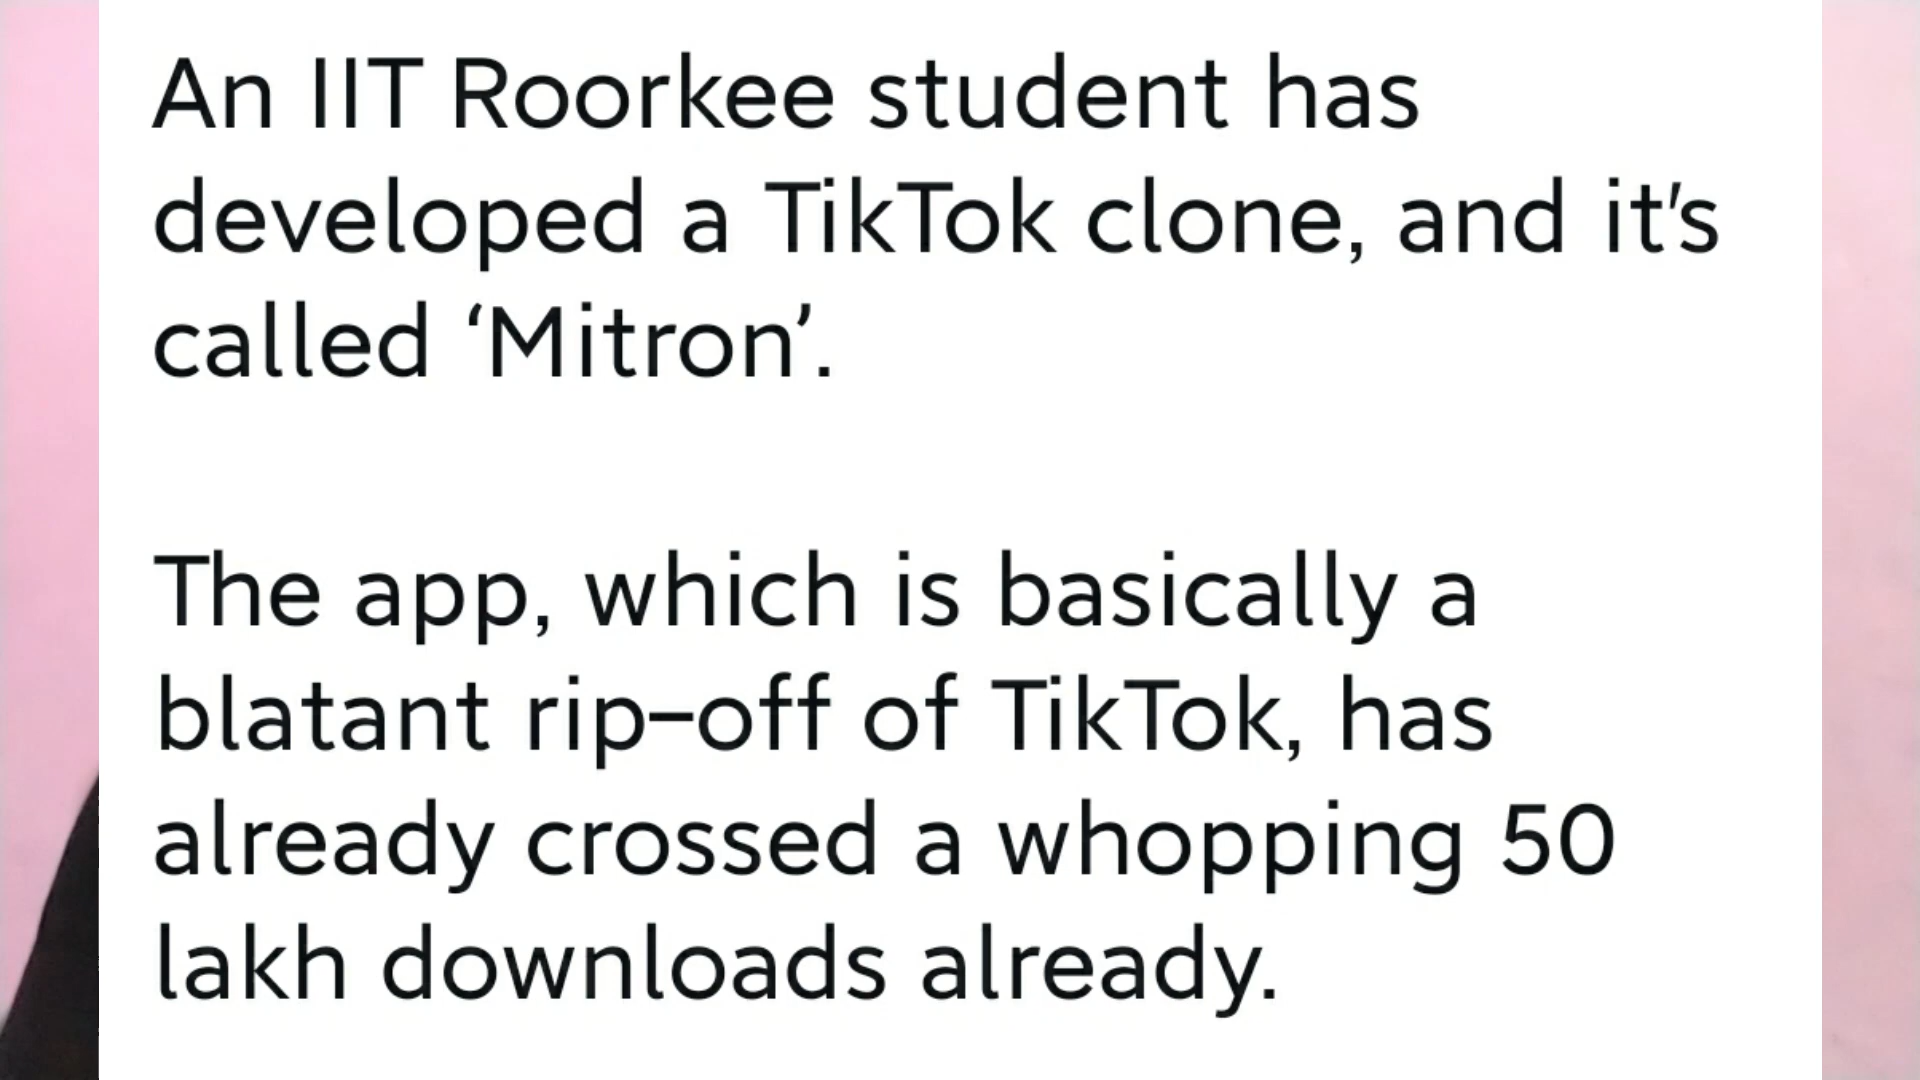 An IIT Roorkee student has
developed a TikTok clone, and it's
called ‘Mitron’.
The app, which is basically a
blatant rip-off of TikTok, has
already crossed a whopping 50
lakh downloads already.